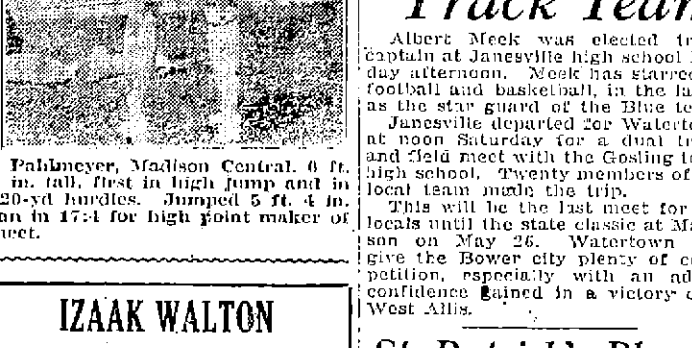 Pahlmeyer, Madison Central. 6 ft.
in. tall, first in high jump and in
20-yd hurdles. Jumped 5 ft. 4 in.
an in 17:4 for high point maker of
neet.
IZAAK WALTON
Track Team
Albert Meek was elected tr
captain at Janesville high school
day afternoon. Meek has starred
football and basketball, in the la
as the star guard of the Blue te
Janesville departed for Waterto
at noon Saturday for a dual tr
and field meet with the Gosling t
high school. Twenty members of
local team made the trip.
This will be the last meet for
locals until the state classic at Ma
son on May 26. Watertown
give the Bower city plenty of c
petition, especially with an ad
confidence gained in a victory o
West Allis.